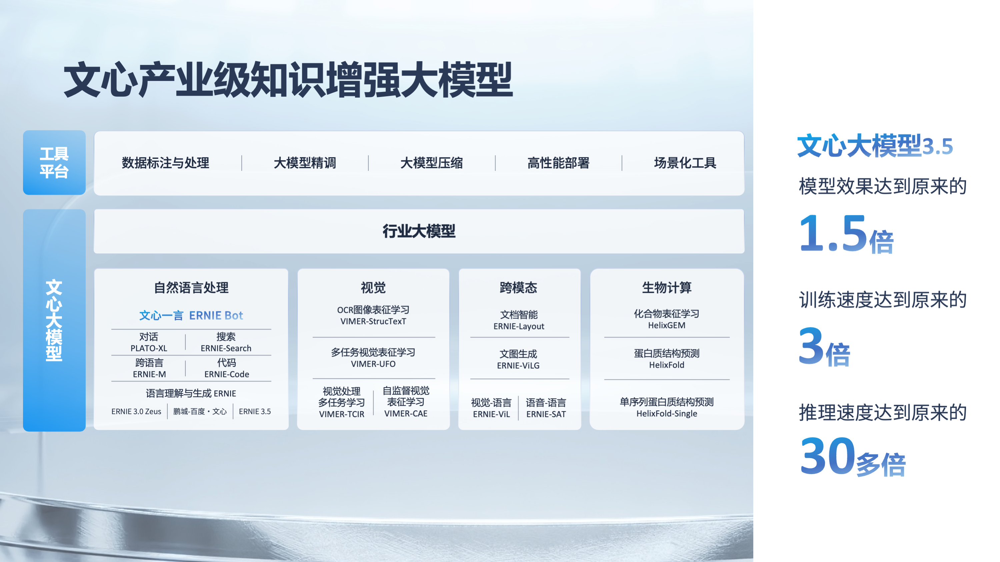 文心产业级知识增强大模型
工具
平台
数据标注与处理
大模型精调
大模型压缩
高性能部署
场景化工具
文心大模型
行业大模型
自然语言处理
文心一言 ERNIE Bot
对话
PLATO-XL
搜索
ERNIE-Search
跨语言
ERNIE-M
代码
ERNIE-Code
语言理解与生成 ERNIE
ERNIE 3.0 Zeus
鹏城-百度·文心
ERNIE 3.5
视觉
OCR图像表征学习
VIMER-StrucTexT
多任务视觉表征学习
VIMER-UFO
视觉处理
多任务学习
VIMER-TCIR
自监督视觉
表征学习
VIMER-CAE
跨模态
文档智能
ERNIE-Layout
文图生成
ERNIE-ViLG
视觉-语言
ERNIE-ViL
语音-语言
ERNIE-SAT
生物计算
化合物表征学习
HelixGEM
蛋白质结构预测
HelixFold
单序列蛋白质结构预测
HelixFold-Single
文心大模型3.5
模型效果达到原来的
1.5倍
训练速度达到原来的
3倍
推理速度达到原来的
30多倍